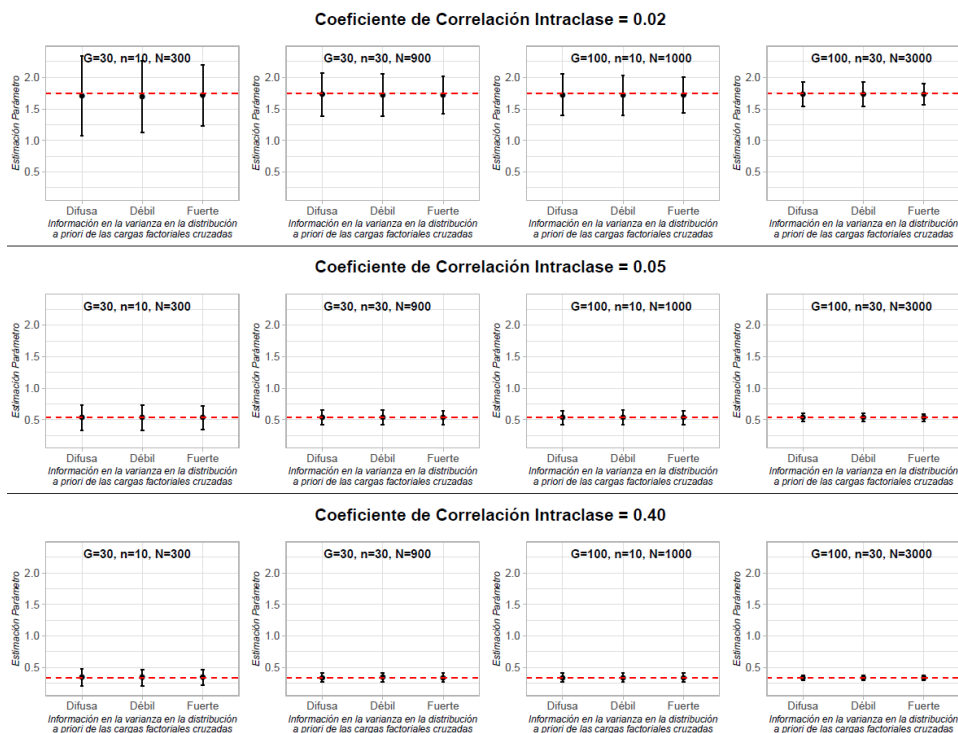 Coeficiente de Correlación Intraclase = 0.02
G=30, n=10, N=300
G=30, n=30, N=900
G=100, n=10, N=1000
G=100, n=30, N=3000
Estimación Parámetro
2.0
1.5
1.0
0.5
Estimación Parámetro
2.0
1.5
1.0
0.5
Estimación Parámetro
2.0
1.5
1.0
0.5
Estimación Parámetro
2.0
1.5
1.0
0.5
Difusa Débil Fuerte
Información en la varianza en la distribución
a priori de las cargas factoriales cruzadas
Difusa Débil Fuerte
Información en la varianza en la distribución
a priori de las cargas factoriales cruzadas
Difusa Débil Fuerte
Información en la varianza en la distribución
a priori de las cargas factoriales cruzadas
Difusa Débil Fuerte
Información en la varianza en la distribución
a priori de las cargas factoriales cruzadas
Coeficiente de Correlación Intraclase = 0.05
G=30, n=10, N=300
G=30, n=30, N=900
G=100, n=10, N=1000
G=100, n=30, N=3000
Estimación Parámetro
2.0
1.5
1.0
0.5
Estimación Parámetro
2.0
1.5
1.0
0.5
Estimación Parámetro
2.0
1.5
1.0
0.5
Estimación Parámetro
2.0
1.5
1.0
0.5
Difusa Débil Fuerte
Información en la varianza en la distribución
a priori de las cargas factoriales cruzadas
Difusa Débil Fuerte
Información en la varianza en la distribución
a priori de las cargas factoriales cruzadas
Difusa Débil Fuerte
Información en la varianza en la distribución
a priori de las cargas factoriales cruzadas
Difusa Débil Fuerte
Información en la varianza en la distribución
a priori de las cargas factoriales cruzadas
Coeficiente de Correlación Intraclase = 0.40
G=30, n=10, N=300
G=30, n=30, N=900
G=100, n=10, N=1000
G=100, n=30, N=3000
Estimación Parámetro
2.0
1.5
1.0
0.5
Estimación Parámetro
2.0
1.5
1.0
0.5
Estimación Parámetro
2.0
1.5
1.0
0.5
Estimación Parámetro
2.0
1.5
1.0
0.5
Difusa Débil Fuerte
Información en la varianza en la distribución
a priori de las cargas factoriales cruzadas
Difusa Débil Fuerte
Información en la varianza en la distribución
a priori de las cargas factoriales cruzadas
Difusa Débil Fuerte
Información en la varianza en la distribución
a priori de las cargas factoriales cruzadas
Difusa Débil Fuerte
Información en la varianza en la distribución
a priori de las cargas factoriales cruzadas